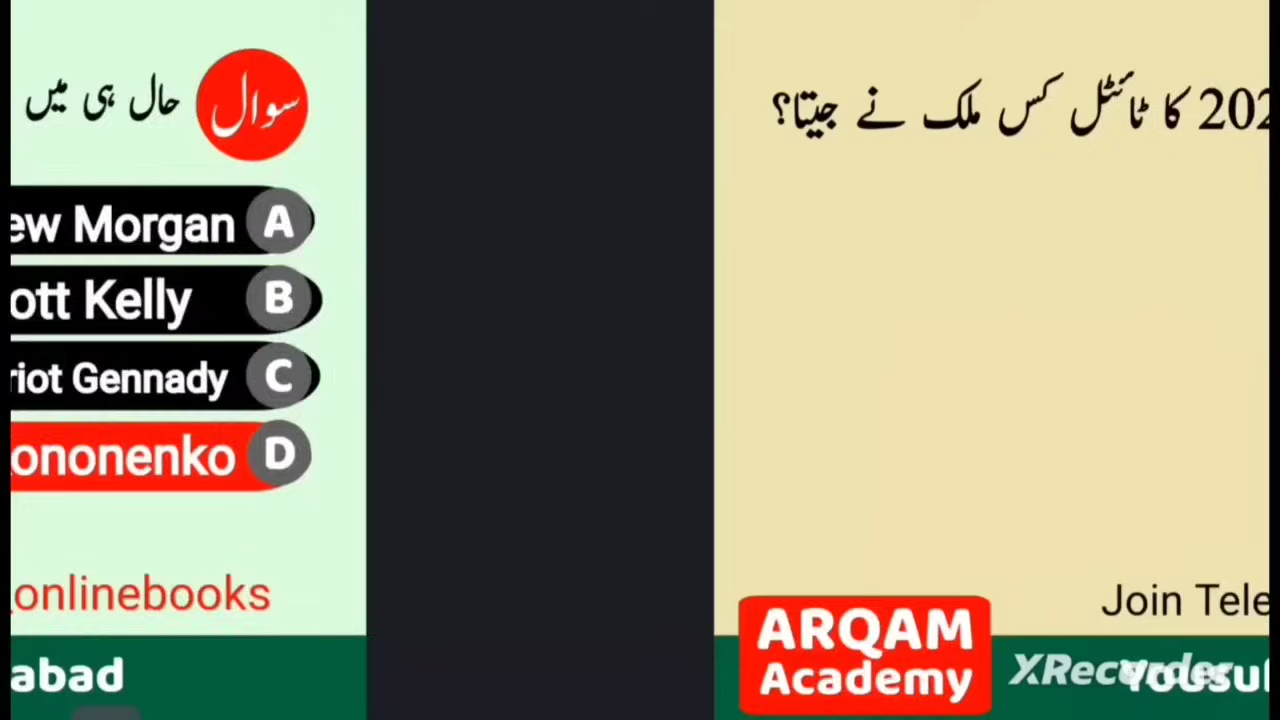 سوال حال ہی میں
ew Morgan A
ott Kelly B
riot Gennady C
ononenko D
onlinebooks
abad
202 کا ٹائٹل کس ملک نے جیتا؟
Join Tele
ARQAM
Academy
XRecorder
Yousuf